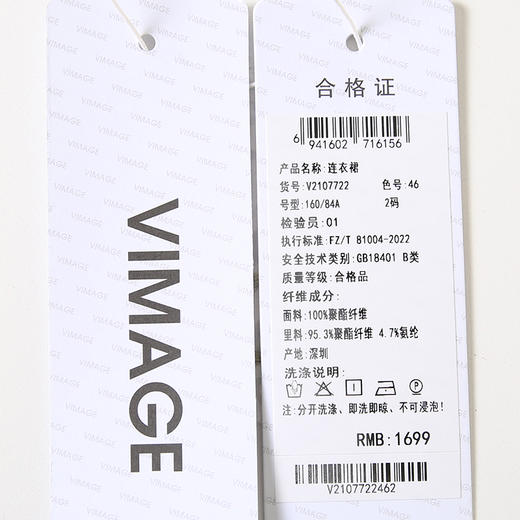 VIMAGE
合格证
6 941602 716156
产品名称:连衣裙
货号:V2107722 色号:46
号型:160/84A 2码
检验员:01
执行标准:FZ/T 81004-2022
安全技术类别:GB18401 B类
质量等级:合格品
纤维成分:
面料:100%聚酯纤维
里料:95.3%聚酯纤维 4.7%氨纶
产地:深圳
洗涤说明:
注:分开洗涤、即洗即晾、不可浸泡!
RMB:1699
V2107722462